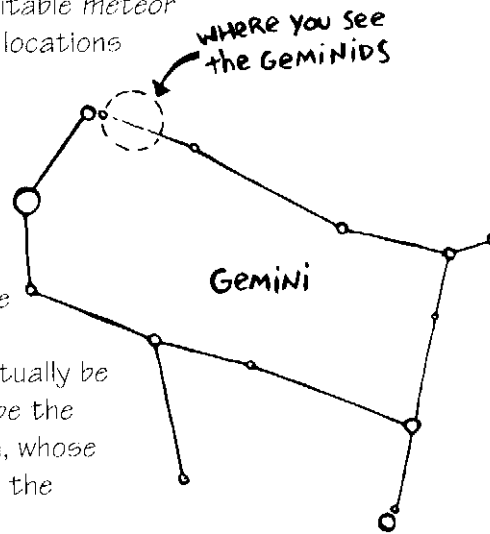 itable meteor
locations
WHERE YOU SEE
the GEMINIDS
GEMINI
e
tually be
be the
, whose
the